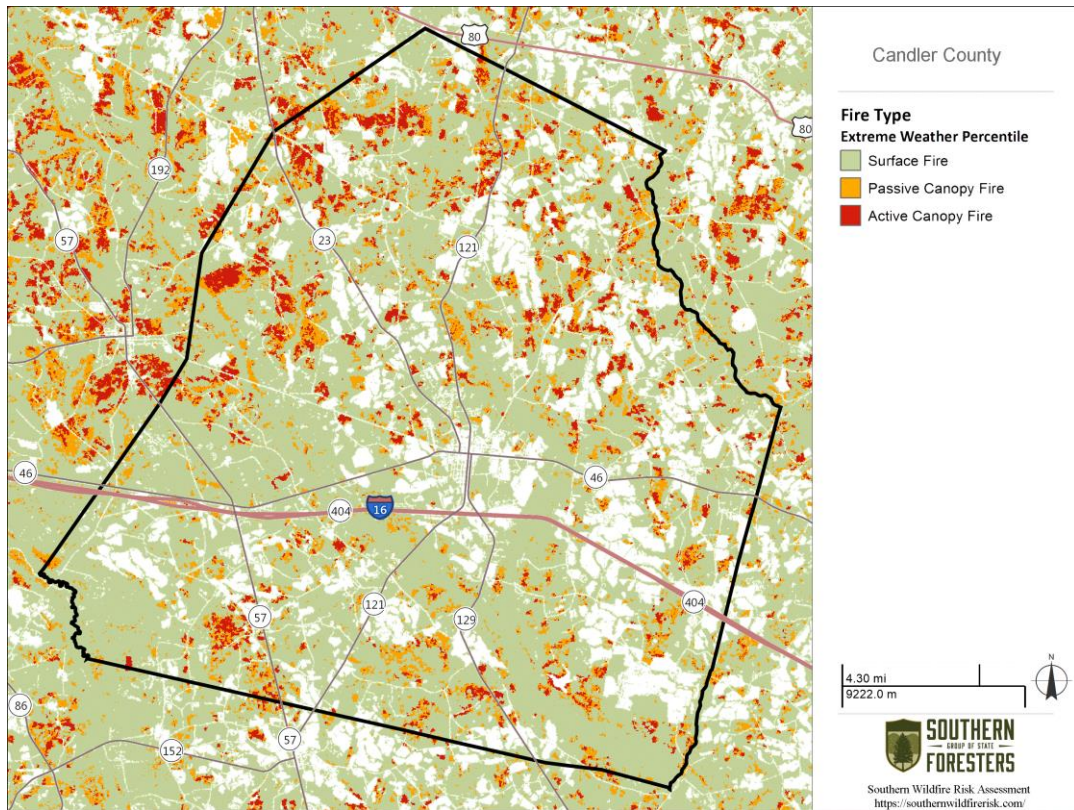 80
80
192
57
23
121
46
46
404
16
121
57
129
404
86
57
152
Candler County
Fire Type
Extreme Weather Percentile
Surface Fire
Passive Canopy Fire
Active Canopy Fire
4.30 mi
9222.0 m
N
SOUTHERN
GROUP OF STATE
FORESTERS
Southern Wildfire Risk Assessment
https://southernwildfirerisk.com/